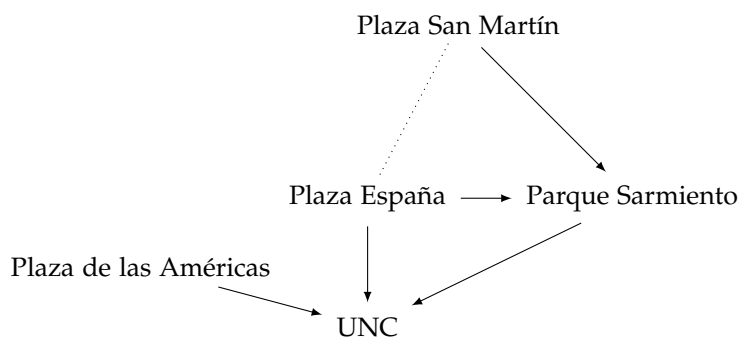 Plaza San Martín
Plaza España
Parque Sarmiento
Plaza de las Américas
UNC